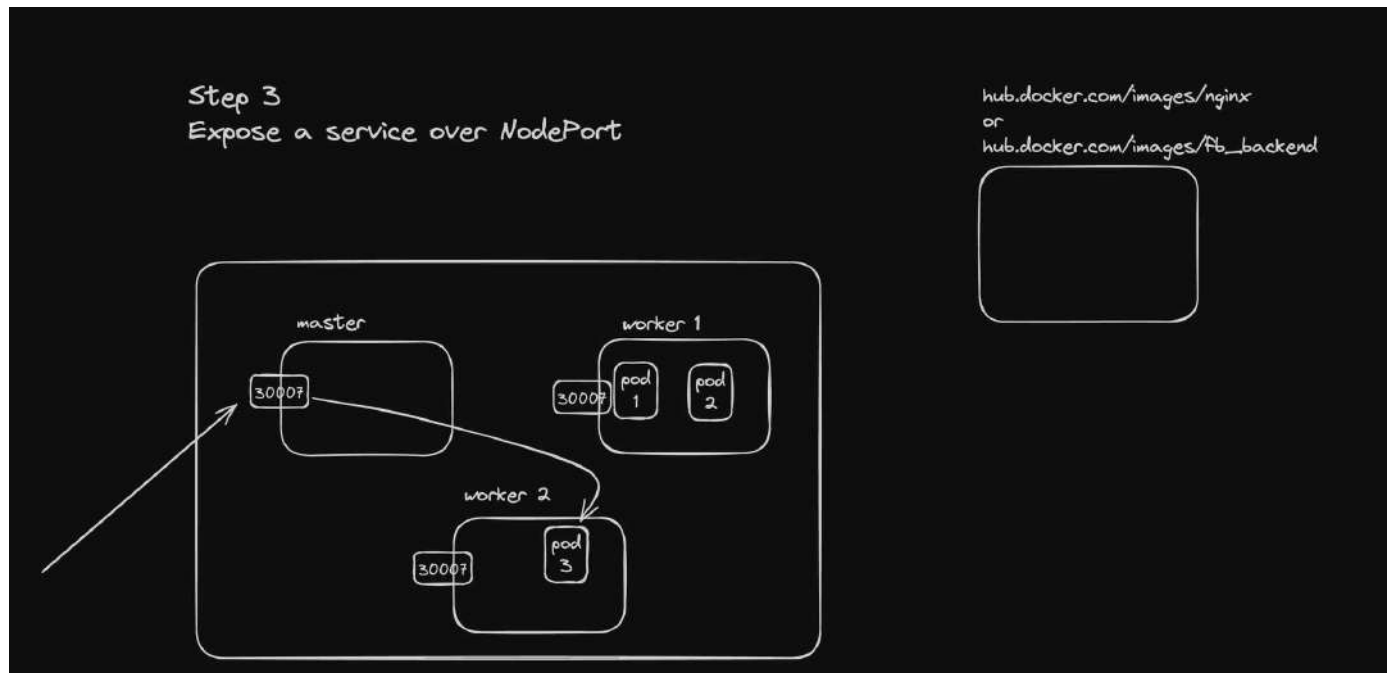 Step 3
Expose a service over NodePort
hub.docker.com/images/nginx
or
hub.docker.com/images/fb_backend
master
worker 1
30007
30007
pod
1
pod
2
worker 2
30007
pod
3